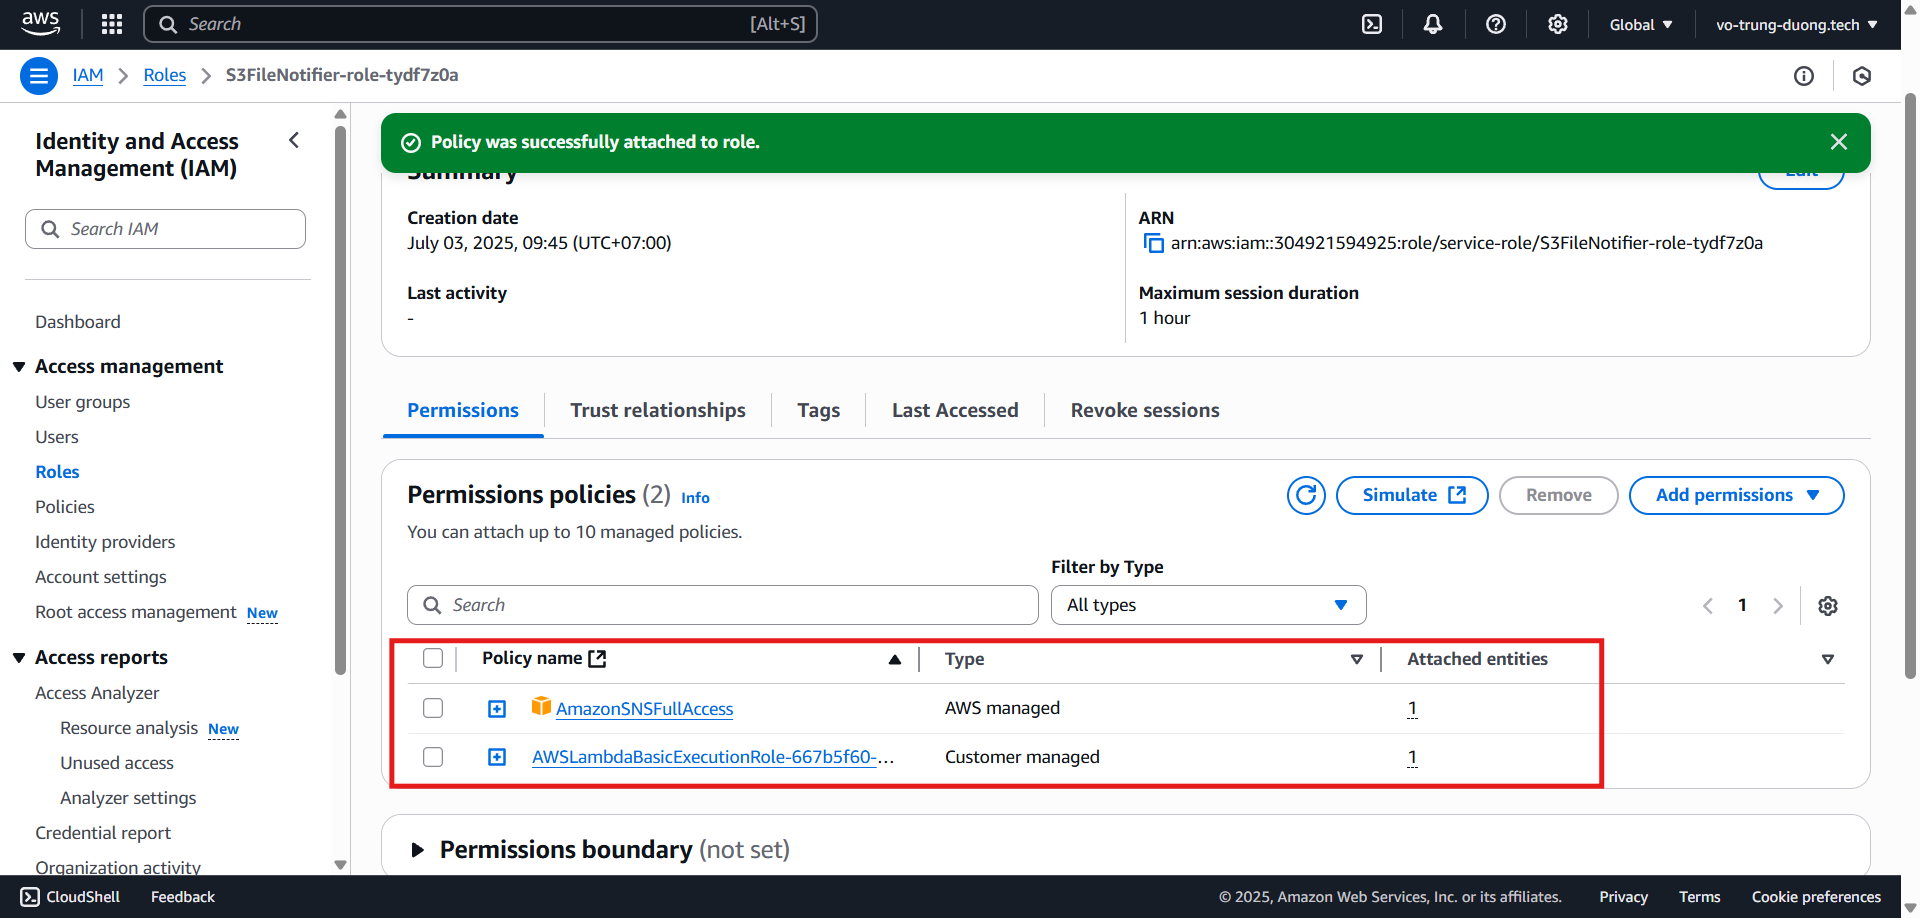 aws
Search
[Alt+S]
Global
vo-trung-duong.tech
IAM
Roles
S3FileNotifier-role-tydf7z0a
Identity and Access
Management (IAM)
Search IAM
Dashboard
Access management
User groups
Users
Roles
Policies
Identity providers
Account settings
Root access management New
Access reports
Access Analyzer
Resource analysis New
Unused access
Analyzer settings
Credential report
Organization activity
Policy was successfully attached to role.
Summary
Edit
Creation date
July 03, 2025, 09:45 (UTC+07:00)
Last activity
-
ARN
arn:aws:iam::304921594925:role/service-role/S3FileNotifier-role-tydf7z0a
Maximum session duration
1 hour
Permissions
Trust relationships
Tags
Last Accessed
Revoke sessions
Permissions policies (2) Info
You can attach up to 10 managed policies.
Simulate
Remove
Add permissions
Filter by Type
Search
All types
1
Policy name
Type
Attached entities
AmazonSNSFullAccess
AWS managed
1
AWSLambdaBasicExecutionRole-667b5f60-...
Customer managed
1
Permissions boundary (not set)
CloudShell
Feedback
© 2025, Amazon Web Services, Inc. or its affiliates.
Privacy
Terms
Cookie preferences